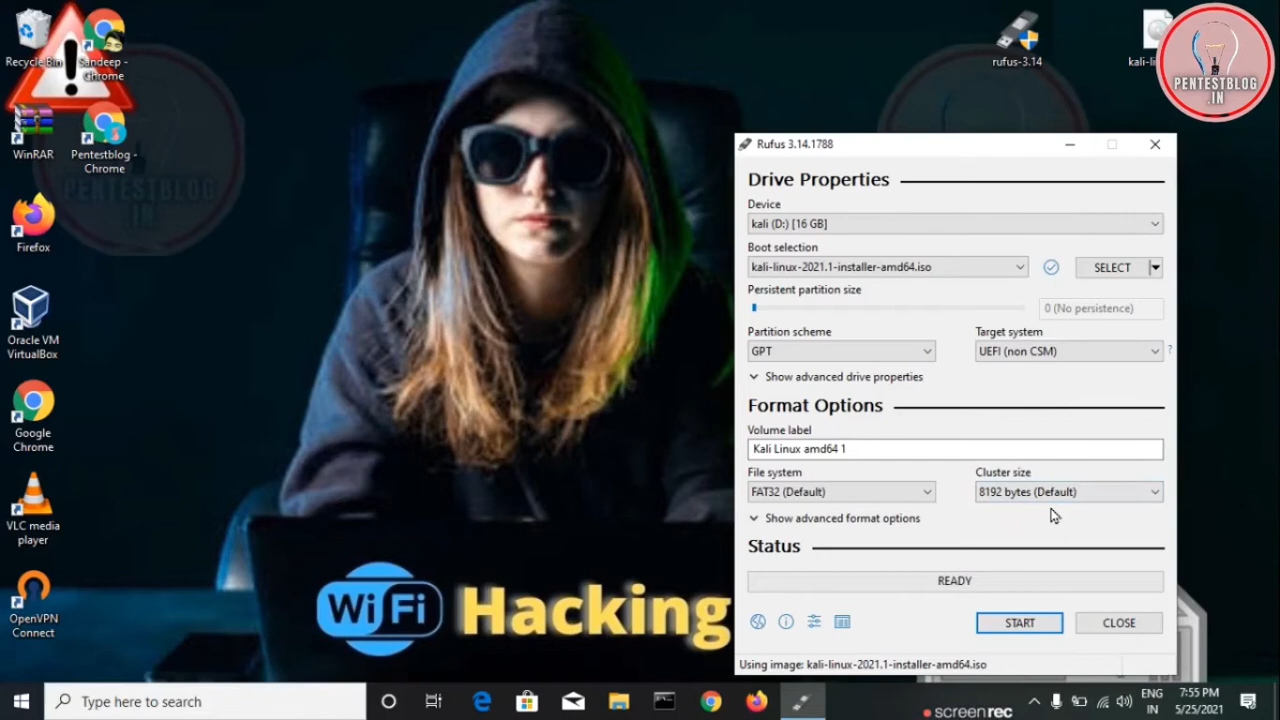 Recycle Bin
Sandeep -
Chrome
WinRAR
Pentestblog -
Chrome
PENTESTBLOG
.IN
Firefox
Oracle VM
VirtualBox
Google
Chrome
VLC media
player
OpenVPN
Connect
WiFi Hacking
rufus-3.14
kali-li
PENTESTBLOG
.IN
Rufus 3.14.1788
Drive Properties
Device
kali (D:) [16 GB]
Boot selection
kali-linux-2021.1-installer-amd64.iso
SELECT
Persistent partition size
0 (No persistence)
Partition scheme
Target system
GPT
UEFI (non CSM)
?
Show advanced drive properties
Format Options
Volume label
Kali Linux amd64 1
File system
Cluster size
FAT32 (Default)
8192 bytes (Default)
Show advanced format options
Status
READY
START
CLOSE
Using image: kali-linux-2021.1-installer-amd64.iso
Type here to search
screenrec
ENG
IN
7:55 PM
5/25/2021